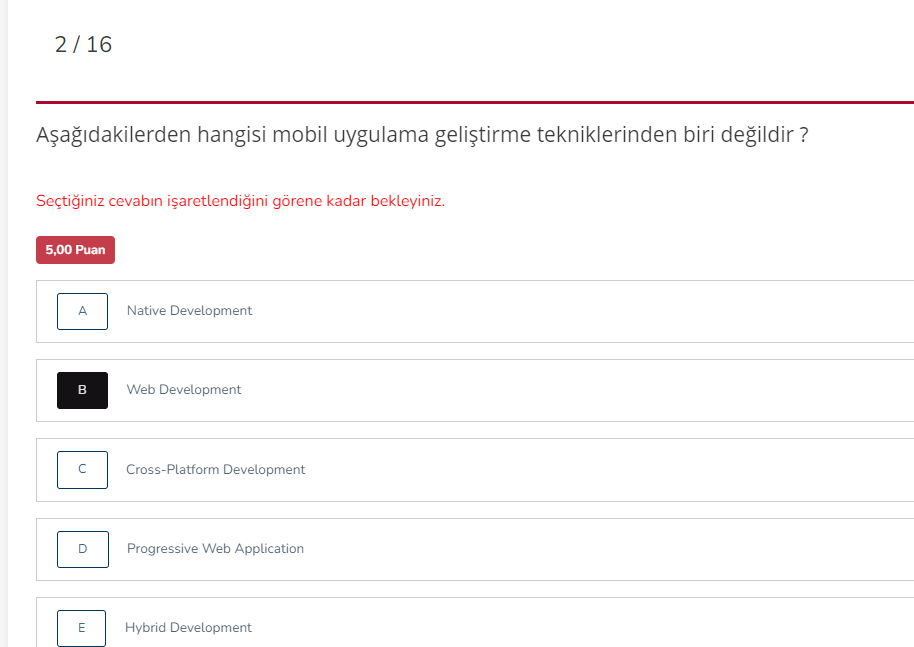 2 / 16
Aşağıdakilerden hangisi mobil uygulama geliştirme tekniklerinden biri değildir ?
Seçtiğiniz cevabın işaretlendiğini görene kadar bekleyiniz.
5,00 Puan
A Native Development
B Web Development
C Cross-Platform Development
D Progressive Web Application
E Hybrid Development